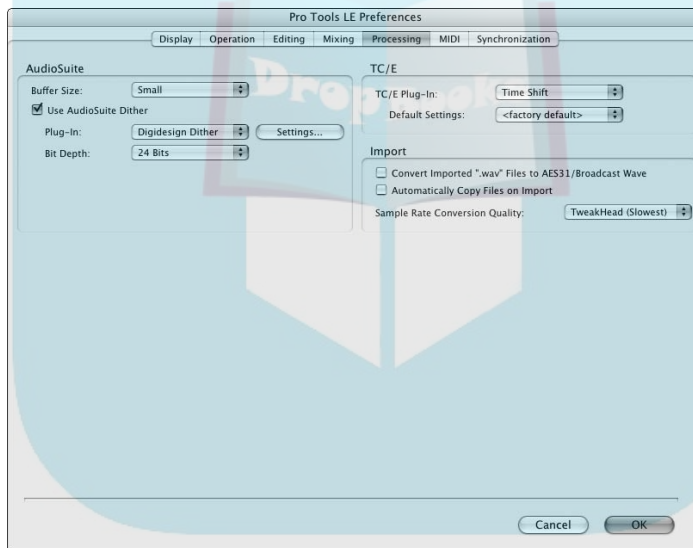 Pro Tools LE Preferences
Display Operation Editing Mixing Processing MIDI Synchronization
AudioSuite
Buffer Size: Small
Use AudioSuite Dither
Plug-In: Digidesign Dither Settings...
Bit Depth: 24 Bits
TC/E
TC/E Plug-In: Time Shift
Default Settings: <factory default>
Import
Convert Imported ".wav" Files to AES31/Broadcast Wave
Automatically Copy Files on Import
Sample Rate Conversion Quality: TweakHead (Slowest)
DropBooks
Cancel OK